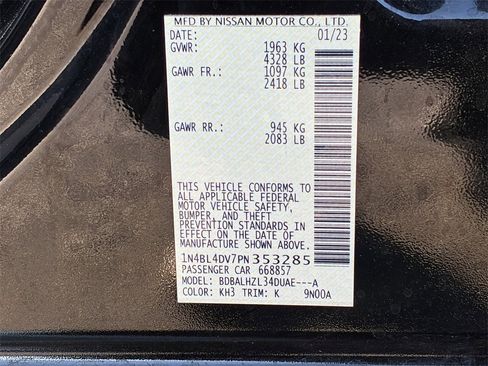 MFD BY NISSAN MOTOR CO., LTD.
DATE: 01/23
GVWR: 1963 KG
4328 LB
GAWR FR.: 1097 KG
2418 LB
GAWR RR.: 945 KG
2083 LB
THIS VEHICLE CONFORMS TO
ALL APPLICABLE FEDERAL
MOTOR VEHICLE SAFETY,
BUMPER, AND THEFT
PREVENTION STANDARDS IN
EFFECT ON THE DATE OF
MANUFACTURE SHOWN ABOVE.
1N4BL4DV7PN353285
PASSENGER CAR 668857
MODEL: BDBALHZL34DUAE---A
COLOR: KH3 TRIM: K 9N00A